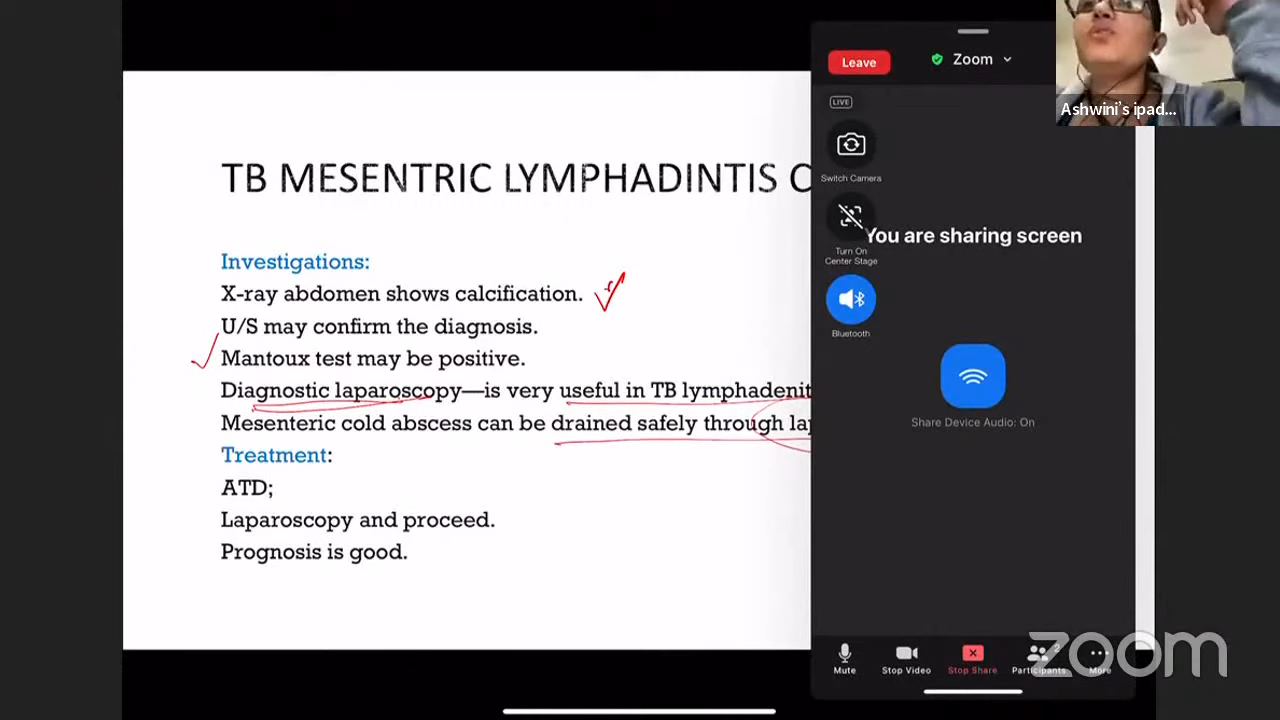 TB MESENTRIC LYMPHADINTIS C
Investigations:
X-ray abdomen shows calcification.
U/S may confirm the diagnosis.
Mantoux test may be positive.
Diagnostic laparoscopy—is very useful in TB lymphadenit
Mesenteric cold abscess can be drained safely through lap
Treatment:
ATD;
Laparoscopy and proceed.
Prognosis is good.
Leave
Zoom
LIVE
Switch Camera
Turn On
Center Stage
You are sharing screen
Bluetooth
Share Device Audio: On
Mute
Stop Video
Stop Share
Participants
2
More
zoom
Ashwini's ipad...